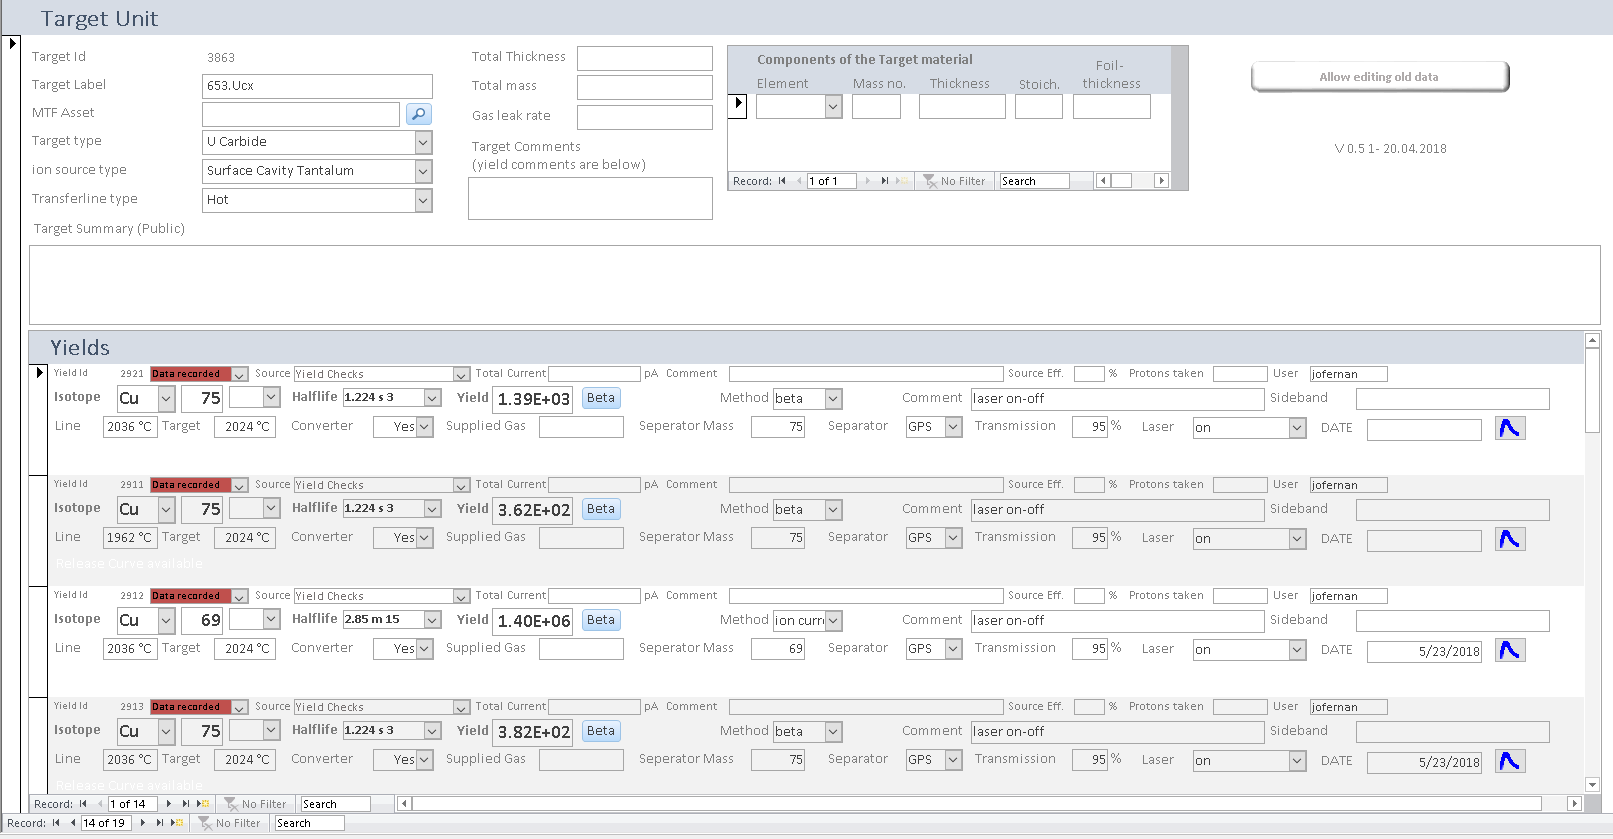 Target Unit
Target Id 3863
Target Label 653.Ucx
MTF Asset
Target type U Carbide
ion source type Surface Cavity Tantalum
Transferline type Hot
Total Thickness
Total mass
Gas leak rate
Target Comments
(yield comments are below)
Components of the Target material
Element Mass no. Thickness Stoich. Foil-
thickness
Record: 1 of 1 No Filter Search
Allow editing old data
V 0.5 1- 20.04.2018
Target Summary (Public)
Yields
Yield Id 2921 Data recorded Source Yield Checks Total Current pA Comment Source Eff. % Protons taken User jofernan
Isotope Cu 75 Halflife 1.224 s 3 Yield 1.39E+03 Beta Method beta Comment laser on-off Sideband
Line 2036 °C Target 2024 °C Converter Yes Supplied Gas Seperator Mass 75 Separator GPS Transmission 95 % Laser on DATE
Yield Id 2911 Data recorded Source Yield Checks Total Current pA Comment Source Eff. % Protons taken User jofernan
Isotope Cu 75 Halflife 1.224 s 3 Yield 3.62E+02 Beta Method beta Comment laser on-off Sideband
Line 1962 °C Target 2024 °C Converter Yes Supplied Gas Seperator Mass 75 Separator GPS Transmission 95 % Laser on DATE
Release Curve available
Yield Id 2912 Data recorded Source Yield Checks Total Current pA Comment Source Eff. % Protons taken User jofernan
Isotope Cu 69 Halflife 2.85 m 15 Yield 1.40E+06 Beta Method ion curr Comment laser on-off Sideband
Line 2036 °C Target 2024 °C Converter Yes Supplied Gas Seperator Mass 69 Separator GPS Transmission 95 % Laser on DATE 5/23/2018
Yield Id 2913 Data recorded Source Yield Checks Total Current pA Comment Source Eff. % Protons taken User jofernan
Isotope Cu 75 Halflife 1.224 s 3 Yield 3.82E+02 Beta Method beta Comment laser on-off Sideband
Line 2036 °C Target 2024 °C Converter Yes Supplied Gas Seperator Mass 75 Separator GPS Transmission 95 % Laser on DATE 5/23/2018
Release Curve available
Record: 1 of 14 No Filter Search
Record: 14 of 19 No Filter Search